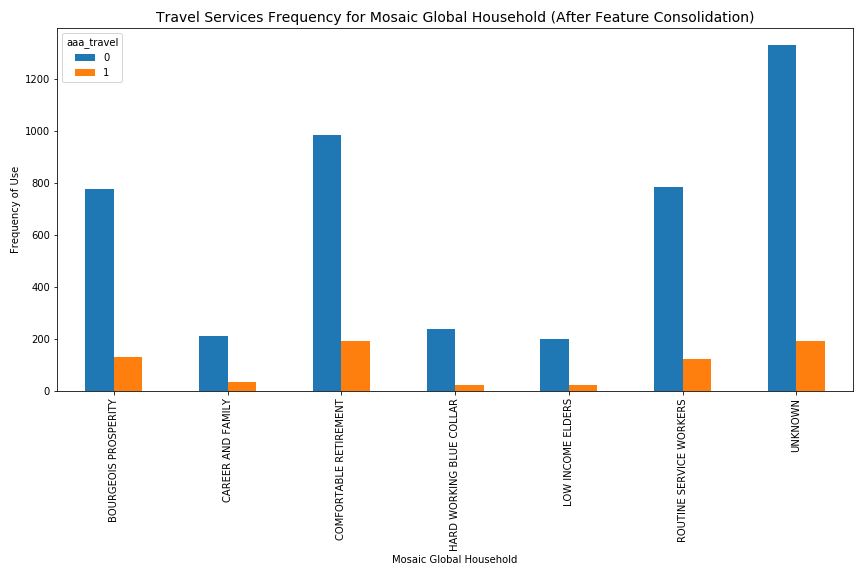 Travel Services Frequency for Mosaic Global Household (After Feature Consolidation)
aaa_travel
0
1
Frequency of Use
1200
1000
800
600
400
200
0
BOURGEOIS PROSPERITY
CAREER AND FAMILY
COMFORTABLE RETIREMENT
HARD WORKING BLUE COLLAR
LOW INCOME ELDERS
ROUTINE SERVICE WORKERS
UNKNOWN
Mosaic Global Household